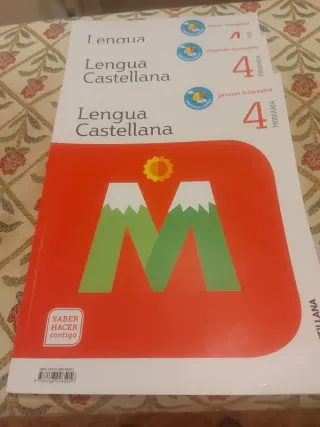 Lengua
tercer trimestre
4
Lengua
Castellana
segundo trimestre
4
PRIMARIA
Lengua
Castellana
primer trimestre
4
PRIMARIA
M
SABER
HACER
contigo
TILLANA